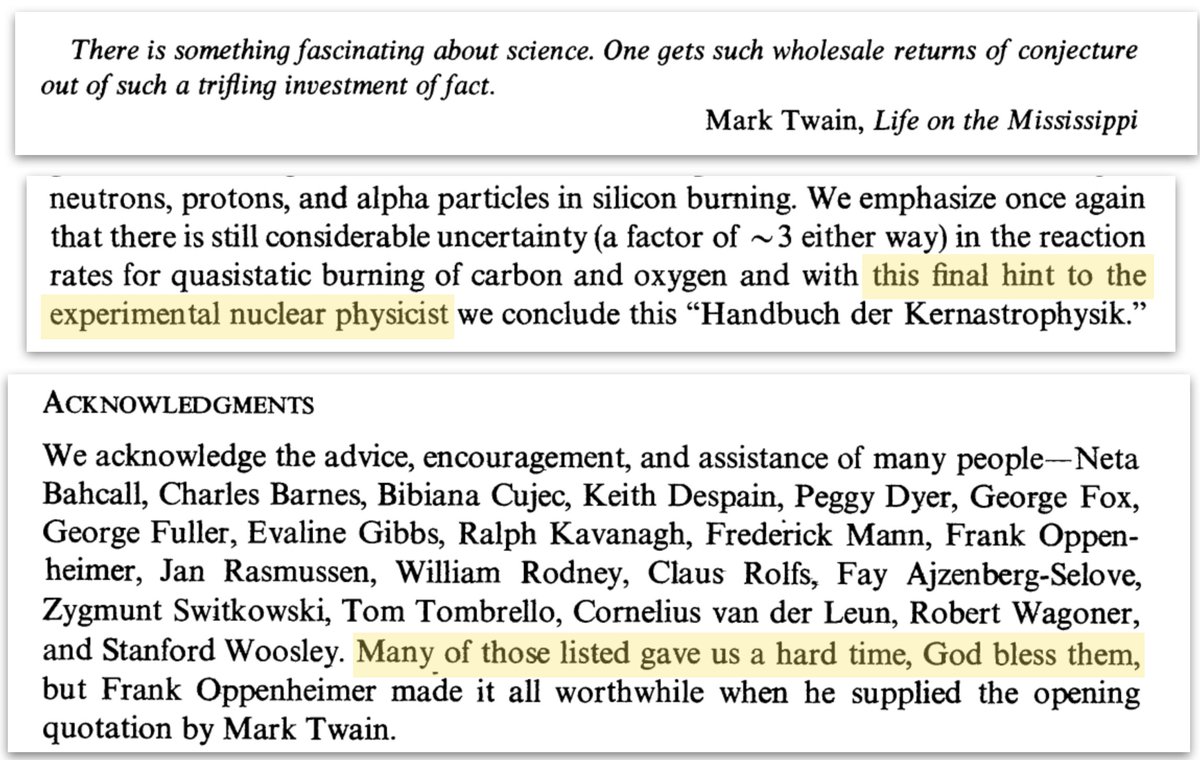 There is something fascinating about science. One gets such wholesale returns of conjecture
out of such a trifling investment of fact.
Mark Twain, Life on the Mississippi
neutrons, protons, and alpha particles in silicon burning. We emphasize once again
that there is still considerable uncertainty (a factor of ~3 either way) in the reaction
rates for quasistatic burning of carbon and oxygen and with this final hint to the
experimental nuclear physicist we conclude this “Handbuch der Kernastrophysik.”
ACKNOWLEDGMENTS
We acknowledge the advice, encouragement, and assistance of many people—Neta
Bahcall, Charles Barnes, Bibiana Cujec, Keith Despain, Peggy Dyer, George Fox,
George Fuller, Evaline Gibbs, Ralph Kavanagh, Frederick Mann, Frank Oppen-
heimer, Jan Rasmussen, William Rodney, Claus Rolfs, Fay Ajzenberg-Selove,
Zygmunt Switkowski, Tom Tombrello, Cornelius van der Leun, Robert Wagoner,
and Stanford Woosley. Many of those listed gave us a hard time, God bless them,
but Frank Oppenheimer made it all worthwhile when he supplied the opening
quotation by Mark Twain.